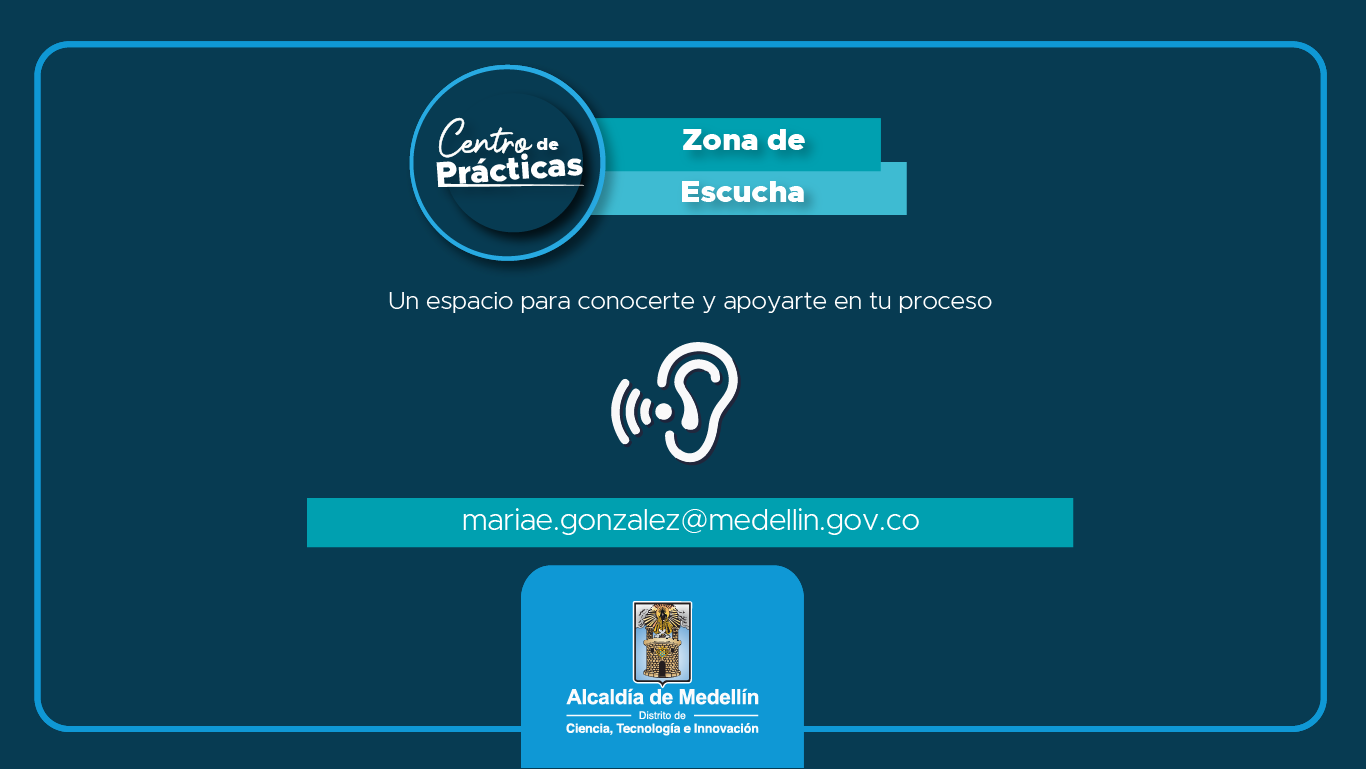 Centro de
Prácticas
Zona de
Escucha
Un espacio para conocerte y apoyarte en tu proceso
mariae.gonzalez@medellin.gov.co
Alcaldía de Medellín
Distrito de
Ciencia, Tecnología e Innovación